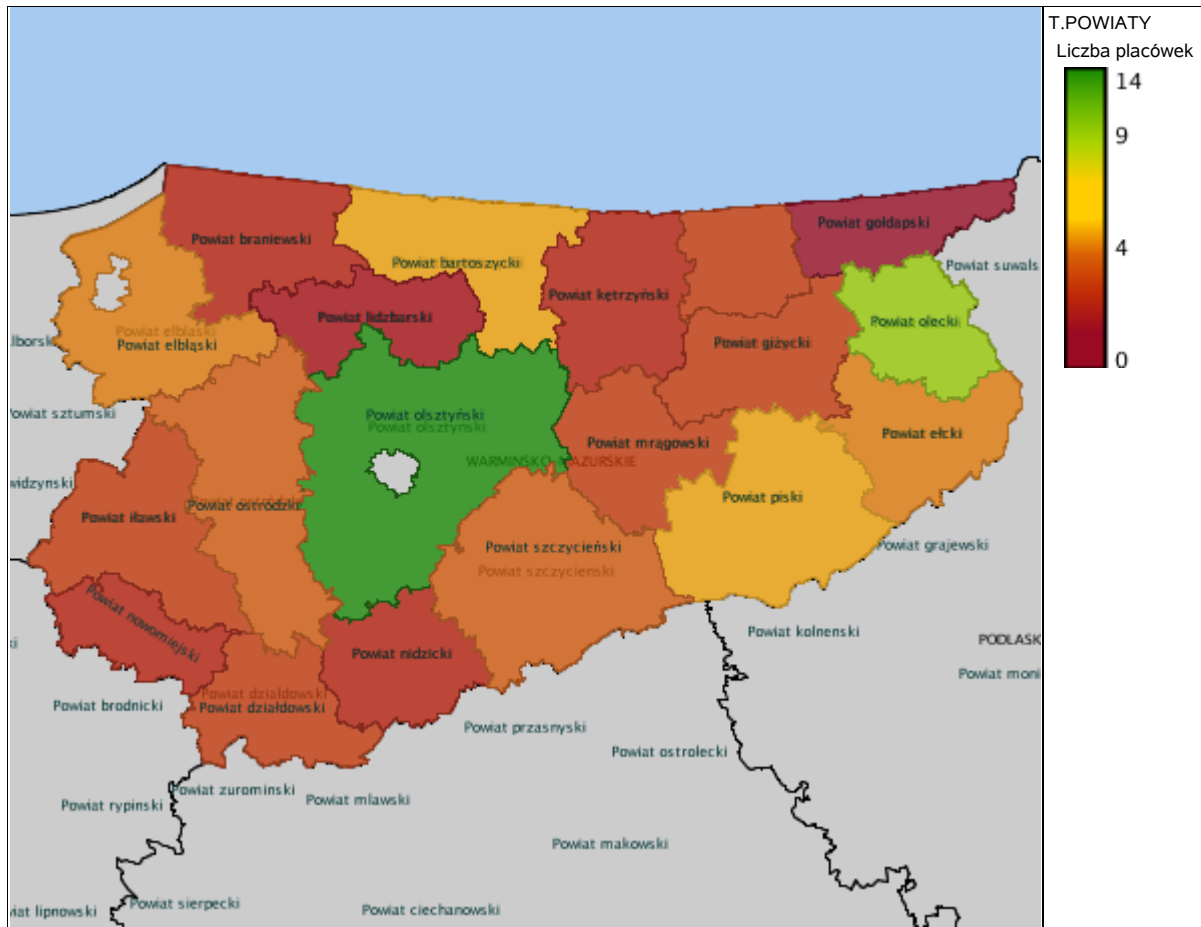 T.POWIATY
Liczba placówek
14
9
4
0
Powiat gołdapski
Powiat braniewski
Powiat bartoszycki
Powiat suwals
Powiat kętrzyński
Powiat lidzbarski
Powiat olecki
Powiat elbląski
Powiat elbląski
lborsk
Powiat giżycki
Powiat sztumski
Powiat olsztyński
Powiat olsztyński
Powiat ełcki
Powiat mrągowski
WARMIŃSKO-MAZURSKIE
widzynski
Powiat piski
Powiat ostródzki
Powiat iławski
Powiat szczycieński
Powiat grajewski
Powiat szczycienski
Powiat nowomiejski
Powiat kolnenski
PODLASK
Powiat nidzicki
Powiat moni
Powiat działdowski
Powiat działdowski
Powiat brodnicki
Powiat przasnyski
Powiat ostrolecki
Powiat zurominski
Powiat mlawski
Powiat rypinski
Powiat makowski
Powiat sierpecki
wiat lipnowski
Powiat ciechanowski